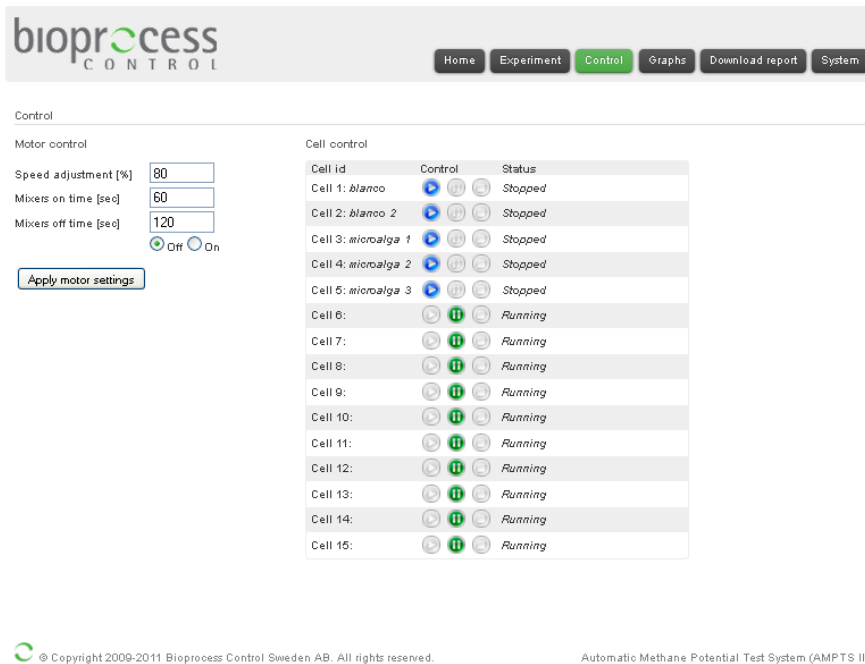 bioprocess
CONTROL
Home Experiment Control Graphs Download report System
Control
Motor control
Speed adjustment [%] 80
Mixers on time [sec] 60
Mixers off time [sec] 120
Off On
Apply motor settings
Cell control
Cell id Control Status
Cell 1: blanco Stopped
Cell 2: blanco 2 Stopped
Cell 3: microalga 1 Stopped
Cell 4: microalga 2 Stopped
Cell 5: microalga 3 Stopped
Cell 6: Running
Cell 7: Running
Cell 8: Running
Cell 9: Running
Cell 10: Running
Cell 11: Running
Cell 12: Running
Cell 13: Running
Cell 14: Running
Cell 15: Running
© Copyright 2009-2011 Bioprocess Control Sweden AB. All rights reserved.
Automatic Methane Potential Test System (AMPTS II